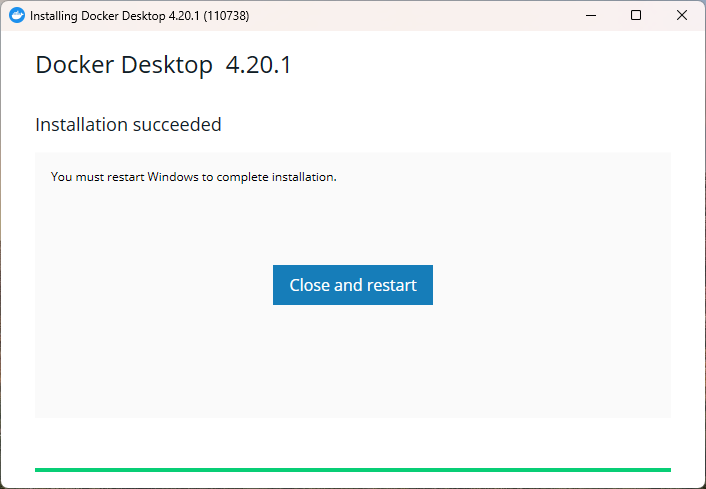 Installing Docker Desktop 4.20.1 (110738)
Docker Desktop 4.20.1
Installation succeeded
You must restart Windows to complete installation.
Close and restart